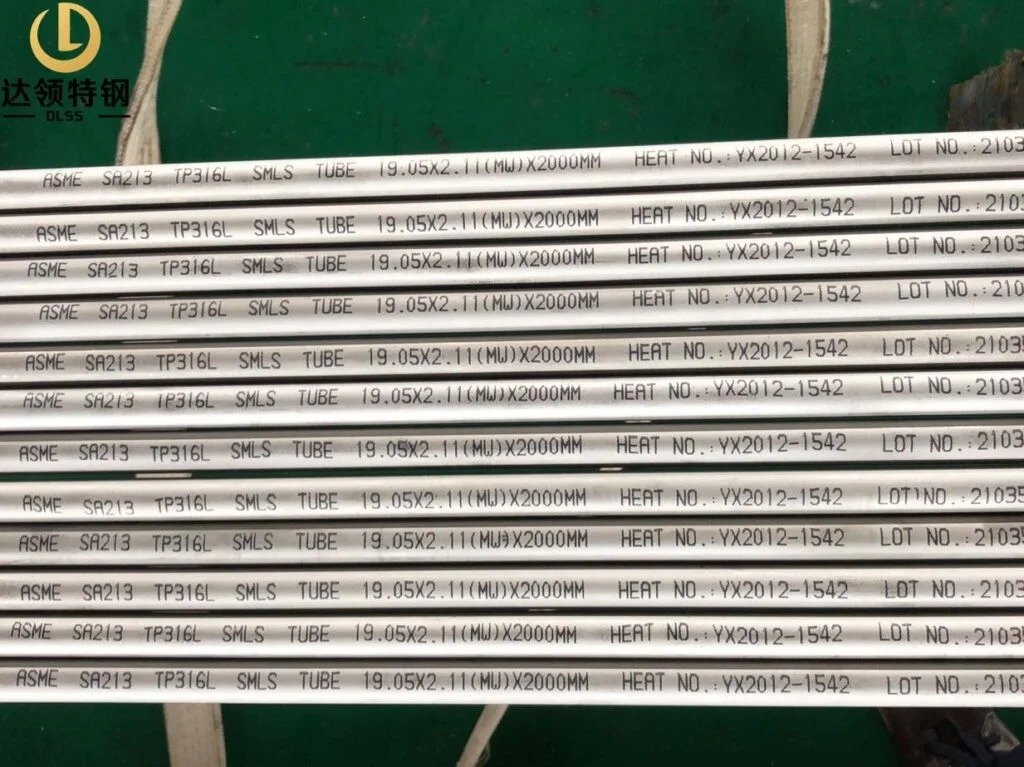 达领特钢
DLSS
ASME SA213 TP316L SMLS TUBE 19.05X2.11(MW)X2000MM HEAT NO.:YX2012-1542 LOT NO.:2103
ASME SA213 TP316L SMLS TUBE 19.05X2.11(MW)X2000MM HEAT NO.:YX2012-1542 LOT NO.:2103
ASME SA213 TP316L SMLS TUBE 19.05X2.11(MW)X2000MM HEAT NO.:YX2012-1542 LOT NO.:2103
ASME SA213 TP316L SMLS TUBE 19.05X2.11(MW)X2000MM HEAT NO.:YX2012-1542 LOT NO.:210
ASME SA213 TP316L SMLS TUBE 19.05X2.11(MW)X2000MM HEAT NO.:YX2012-1542 LOT NO.:21035
ASME SA213 TP316L SMLS TUBE 19.05X2.11(MW)X2000MM HEAT NO.:YX2012-1542 LOT NO.:2103
ASME SA213 TP316L SMLS TUBE 19.05X2.11(MW)X2000MM HEAT NO.:YX2012-1542 LOT NO.:2103
ASME SA213 TP316L SMLS TUBE 19.05X2.11(MW)X2000MM HEAT NO.:YX2012-1542 LOT NO.:21035
ASME SA213 TP316L SMLS TUBE 19.05X2.11(MW)X2000MM HEAT NO.:YX2012-1542 LOT NO.:21035
ASME SA213 TP316L SMLS TUBE 19.05X2.11(MW)X2000MM HEAT NO.:YX2012-1542 LOT NO.:2103
ASME SA213 TP316L SMLS TUBE 19.05X2.11(MW)X2000MM HEAT NO.:YX2012-1542 LOT NO.:21035
ASME SA213 TP316L SMLS TUBE 19.05X2.11(MW)X2000MM HEAT NO.:YX2012-1542 LOT NO.:2103